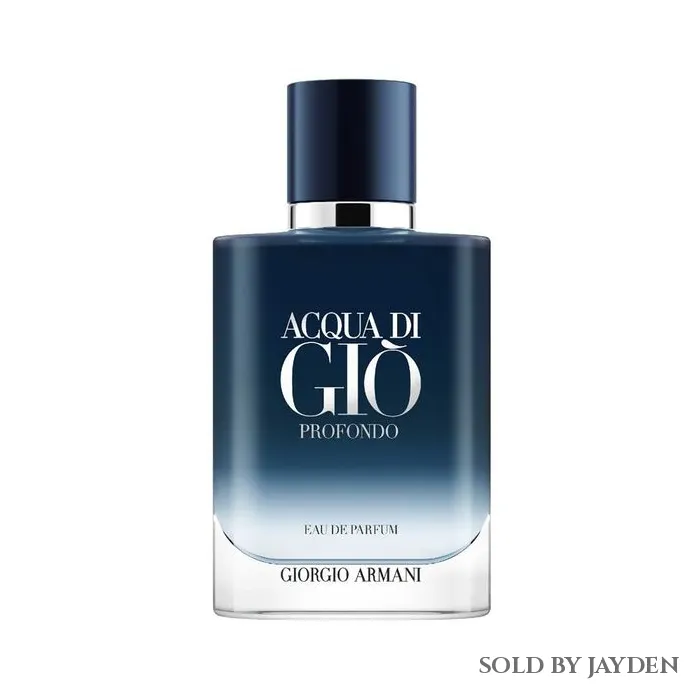 ACQUA DI
GIÒ
PROFONDO
EAU DE PARFUM
GIORGIO ARMANI
SOLD BY JAYDEN